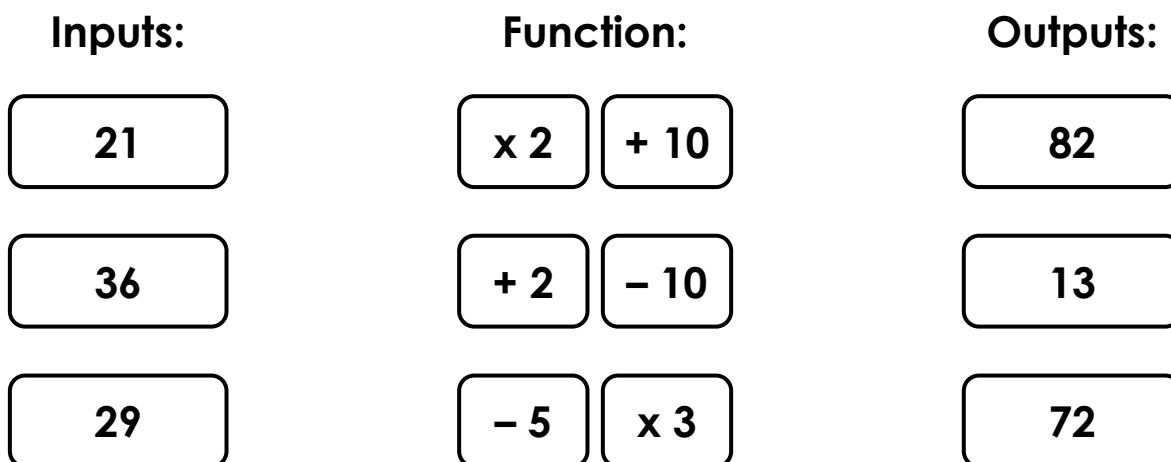 Inputs: Function: Outputs:
21 x 2 + 10 82
36 + 2 – 10 13
29 – 5 x 3 72